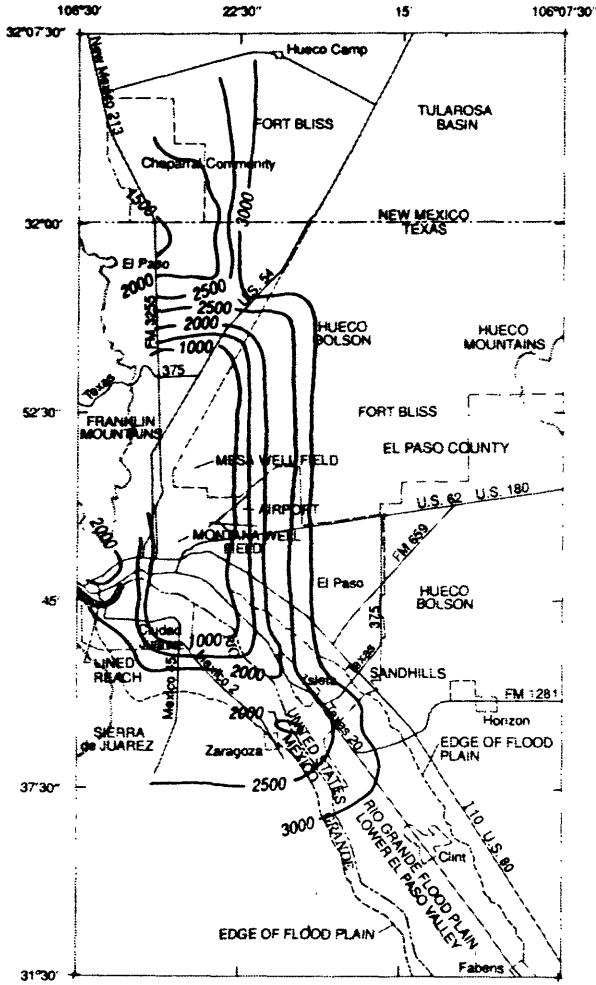 106°30'
22'30"
15'
106°07'30"
32°07'30"
Hueco Camp
New Mexico 213
FORT BLISS
TULAROSA
BASIN
Chaparral Community
1500
3000
32°00'
NEW MEXICO
TEXAS
El Paso
2000
2500
U.S. 54
FM 3255
2500
2000
1000
HUECO
BOLSON
HUECO
MOUNTAINS
375
Texas
52'30"
FORT BLISS
FRANKLIN
MOUNTAINS
EL PASO COUNTY
MESA WELL FIELD
U.S. 62
U.S. 180
AIRPORT
2000
MONTANA WELL
FIELD
FM 659
El Paso
HUECO
BOLSON
45'
375
Ciudad
Juarez
1000
RIO
LINED
REACH
Mexico 45
Mexico 2
2000
Ysleta
Texas
SANDHILLS
FM 1281
Horizon
2000
Texas 20
SIERRA
de JUAREZ
Zaragoza
UNITED STATES
MEXICO
EDGE OF FLOOD
PLAIN
37'30"
2500
3000
GRANDE
RIO GRANDE FLOOD PLAIN
LOWER EL PASO VALLEY
110 U.S. 80
Clint
EDGE OF FLOOD PLAIN
Fabens
31°30'